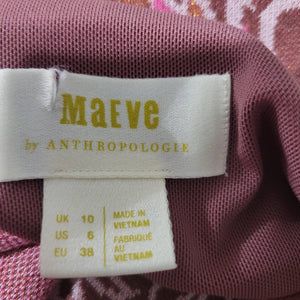 MAEVE
by ANTHROPOLOGIE
UK 10
US 6
EU 38
MADE IN
VIETNAM
FABRIQUÉ
AU
VIETNAM